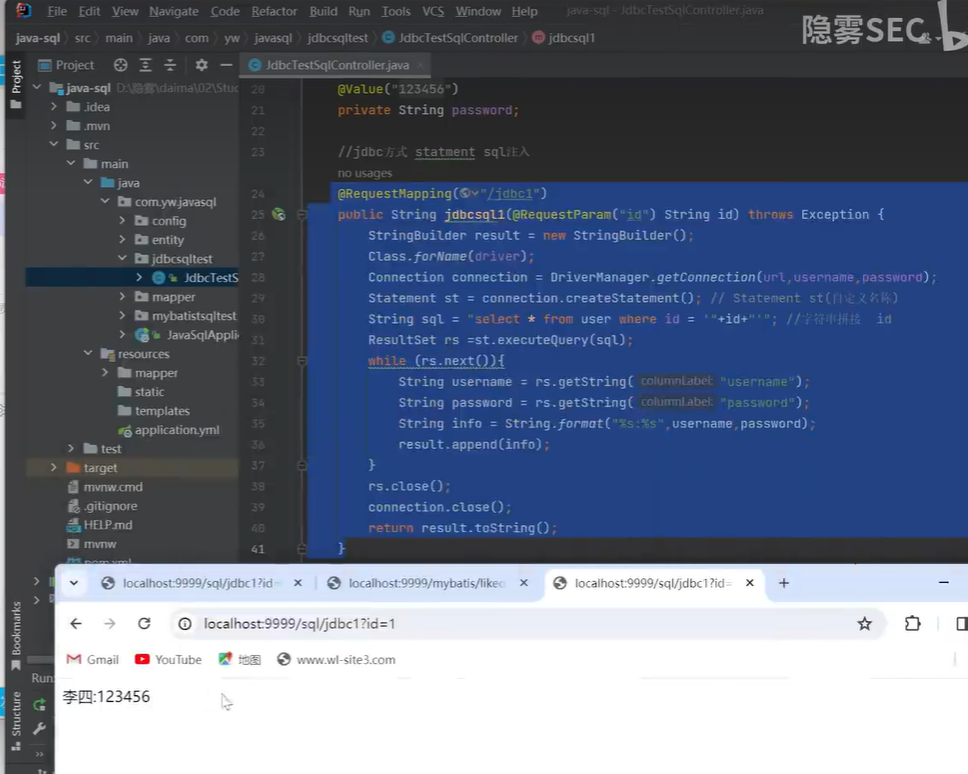 File Edit View Navigate Code Refactor Build Run Tools VCS Window Help java-sql - JdbcTestSqlController.java
隐雾SEC
java-sql src main java com yw javasql jdbcsqltest JdbcTestSqlController jdbcsql1
Project
Project
JdbcTestSqlController.java
java-sql D:\隐雾\daima\02\Stud
.idea
.mvn
src
main
java
com.yw.javasql
config
entity
jdbcsqltest
JdbcTestS
mapper
mybatistsqltest
JavaSqlAppli
resources
mapper
static
templates
application.yml
test
target
mvnw.cmd
.gitignore
HELP.md
mvnw
pom.xml
20 @Value("123456")
21 private String password;
22
23 //jdbc方式 statment sql注入
no usages
24 @RequestMapping("/jdbc1")
25 public String jdbcsql1(@RequestParam("id") String id) throws Exception {
26 StringBuilder result = new StringBuilder();
27 Class.forName(driver);
28 Connection connection = DriverManager.getConnection(url,username,password);
29 Statement st = connection.createStatement(); // Statement st(自定义名称)
30 String sql = "select * from user where id = '"+id+"'"; //字符串拼接 id
31 ResultSet rs =st.executeQuery(sql);
32 while (rs.next()){
33 String username = rs.getString( columnLabel: "username");
34 String password = rs.getString( columnLabel: "password");
35 String info = String.format("%s:%s",username,password);
36 result.append(info);
37 }
38 rs.close();
39 connection.close();
40 return result.toString();
41 }
Bookmarks
Run:
Structure
localhost:9999/sql/jdbc1?id= localhost:9999/mybatis/likeo localhost:9999/sql/jdbc1?id=
localhost:9999/sql/jdbc1?id=1
Gmail YouTube 地图 www.wl-site3.com
李四:123456